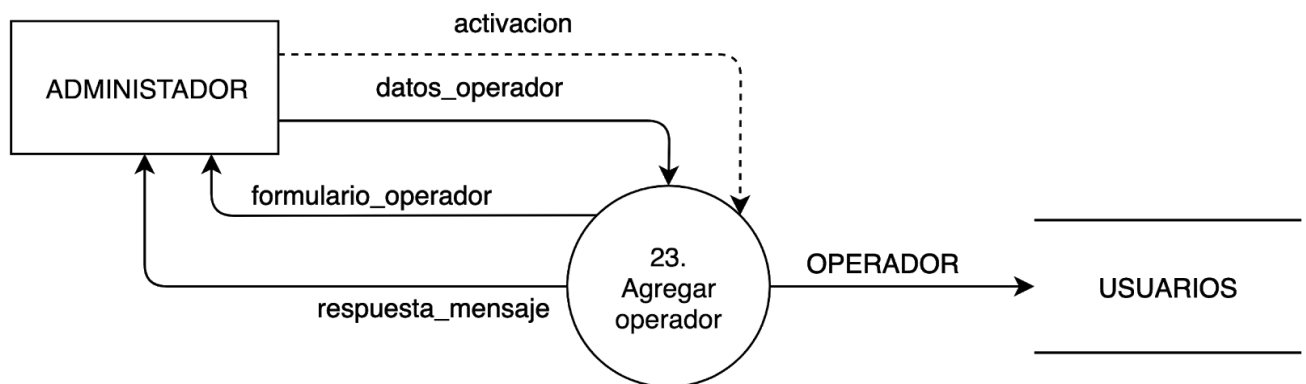 activacion
ADMINISTADOR
datos_operador
formulario_operador
23.
Agregar
operador
OPERADOR
USUARIOS
respuesta_mensaje